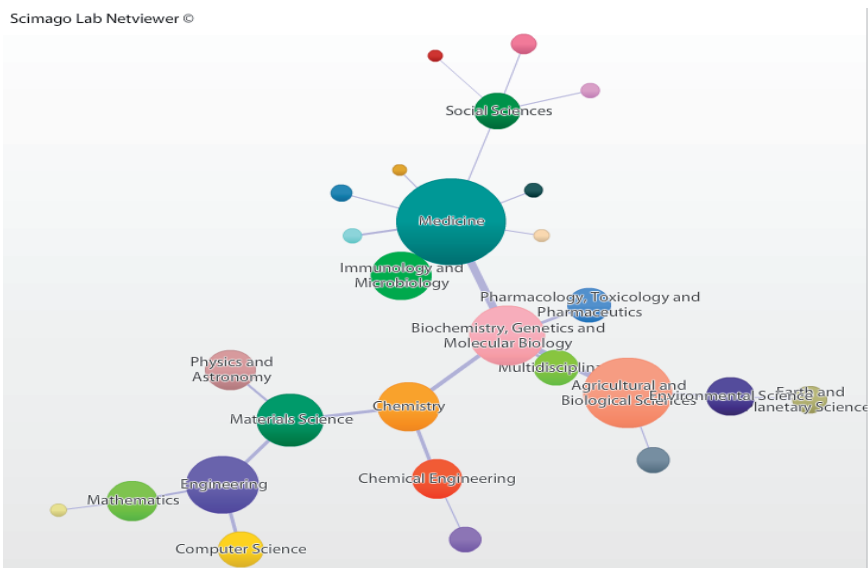 Scimago Lab Netviewer ©
Social Sciences
Medicine
Immunology and
Microbiology
Pharmacology, Toxicology and
Pharmaceutics
Biochemistry, Genetics and
Molecular Biology
Multidisciplina
Physics and
Astronomy
Agricultural and
Biological Sciences
Environmental Science
Earth and
Planetary Science
Materials Science
Chemistry
Chemical Engineering
Engineering
Mathematics
Computer Science